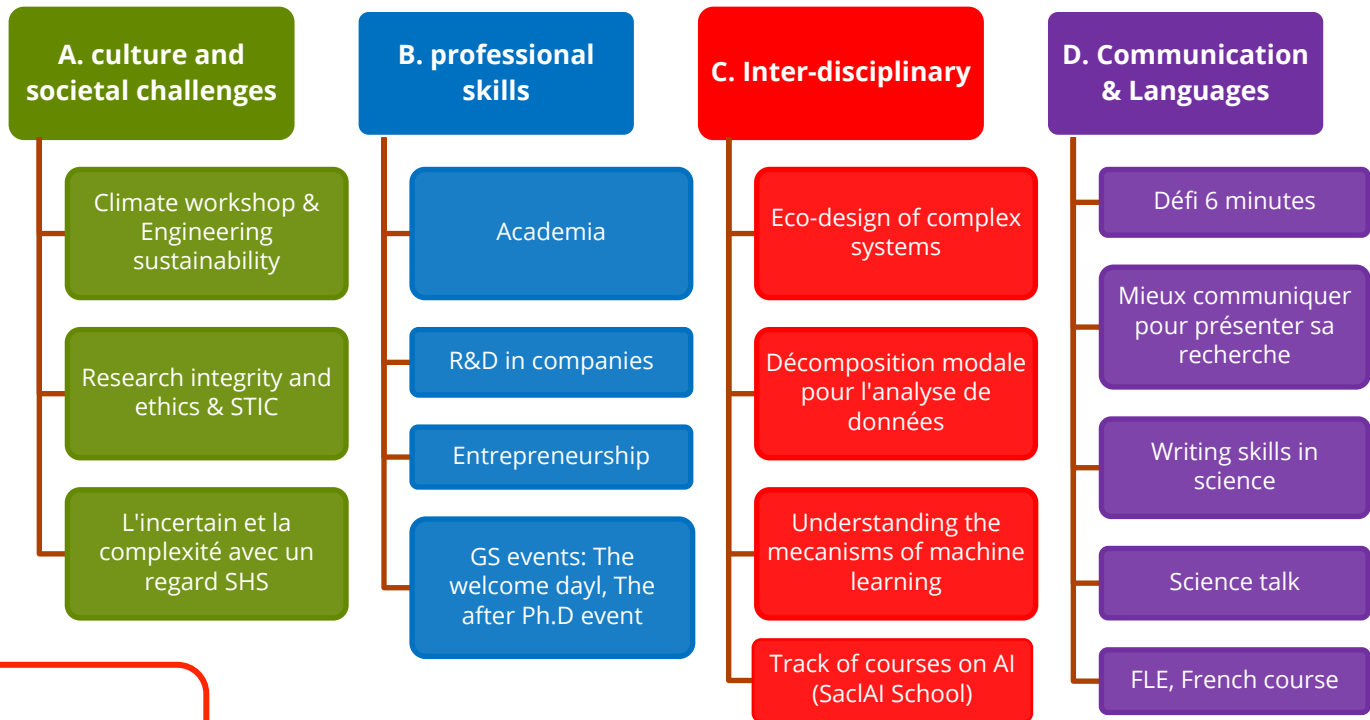 A. culture and
societal challenges
Climate workshop &
Engineering
sustainability
Research integrity and
ethics & STIC
L'incertain et la
complexité avec un
regard SHS
B. professional
skills
Academia
R&D in companies
Entrepreneurship
GS events: The
welcome dayl, The
after Ph.D event
C. Inter-disciplinary
Eco-design of complex
systems
Décomposition modale
pour l'analyse de
données
Understanding the
mecanisms of machine
learning
Track of courses on AI
(SaclAI School)
D. Communication
& Languages
Défi 6 minutes
Mieux communiquer
pour présenter sa
recherche
Writing skills in
science
Science talk
FLE, French course